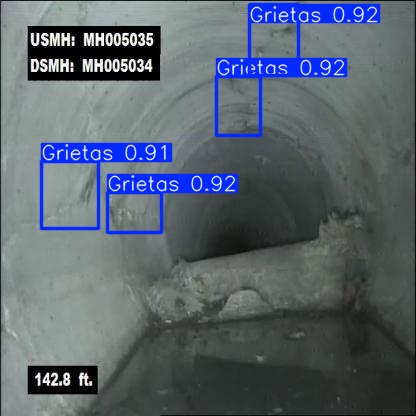 Grietas 0.92
USMH: MH005035
DSMH: MH005034
Grietas 0.92
Grietas 0.91
Grietas 0.92
142.8 ft.